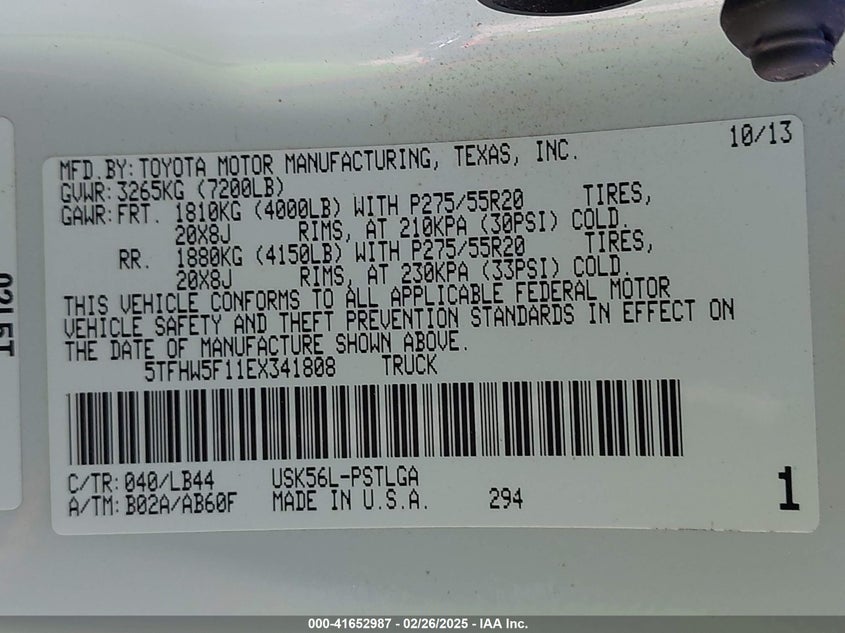 10/13
MFD.BY: TOYOTA MOTOR MANUFACTURING, TEXAS, INC.
GVWR: 3265KG (7200LB)
GAWR: FRT. 1810KG (4000LB) WITH P275/55R20 TIRES,
20X8J RIMS, AT 210KPA (30PSI) COLD.
RR. 1880KG (4150LB) WITH P275/55R20 TIRES,
20X8J RIMS, AT 230KPA (33PSI) COLD.
THIS VEHICLE CONFORMS TO ALL APPLICABLE FEDERAL MOTOR
VEHICLE SAFETY AND THEFT PREVENTION STANDARDS IN EFFECT ON
THE DATE OF MANUFACTURE SHOWN ABOVE.
5TFHW5F11EX341808 TRUCK
C/TR: 040/LB44 USK56L-PSTLGA
A/TM: B02A/AB60F MADE IN U.S.A. 294 1
000-41652987 - 02/26/2025 - IAA Inc.